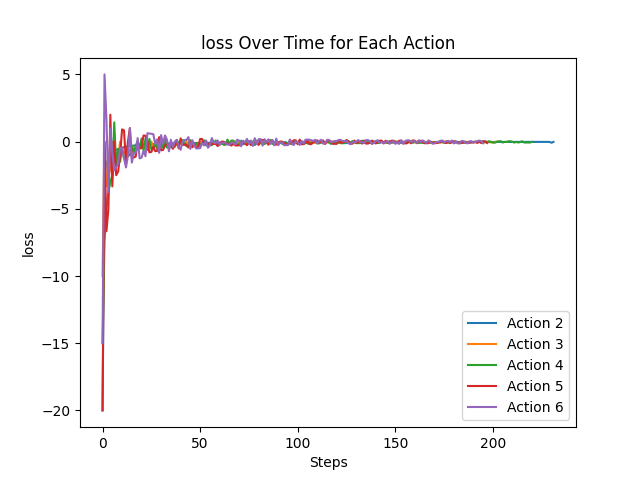 loss Over Time for Each Action
5
0
−5
−10
−15
−20
loss
0
50
100
150
200
Steps
Action 2
Action 3
Action 4
Action 5
Action 6